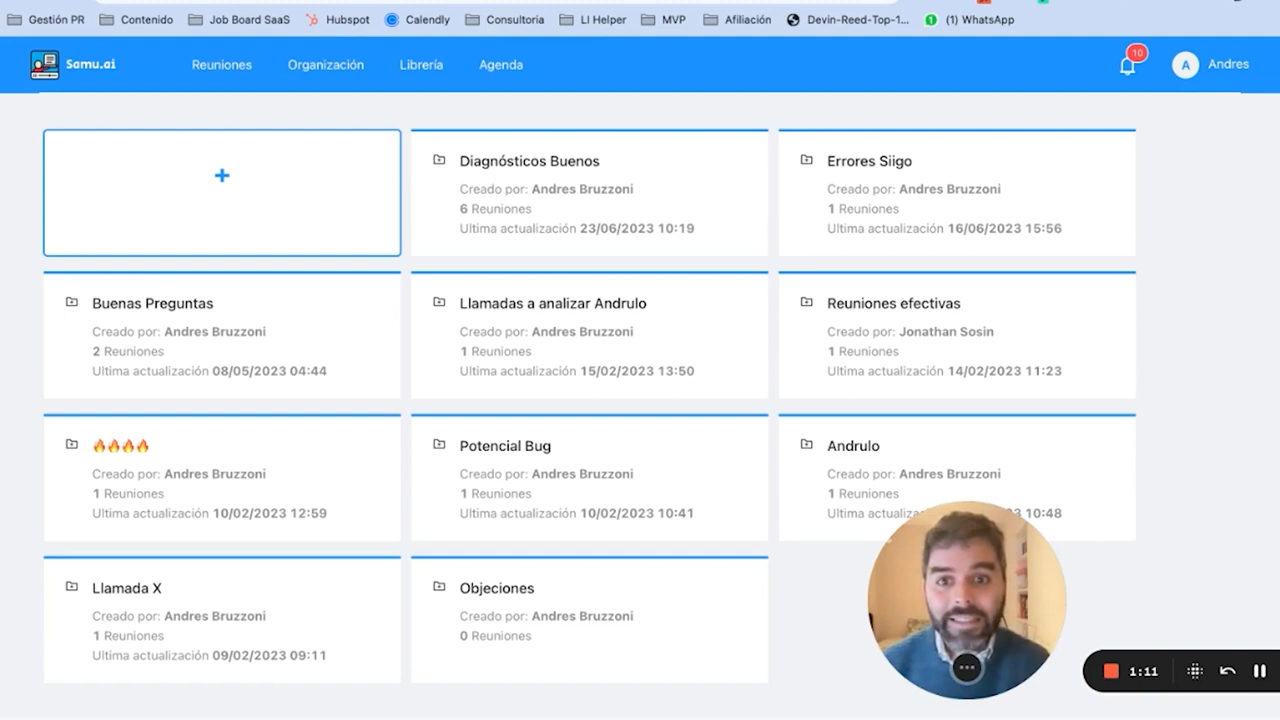 Gestión PR Contenido Job Board SaaS Hubspot Calendly Consultoria LI Helper MVP Afiliación Devin-Reed-Top-1... (1) WhatsApp
Samu.ai Reuniones Organización Librería Agenda 10 A Andres
+
Diagnósticos Buenos
Creado por: Andres Bruzzoni
6 Reuniones
Ultima actualización 23/06/2023 10:19
Errores Siigo
Creado por: Andres Bruzzoni
1 Reuniones
Ultima actualización 16/06/2023 15:56
Buenas Preguntas
Creado por: Andres Bruzzoni
2 Reuniones
Ultima actualización 08/05/2023 04:44
Llamadas a analizar Andrulo
Creado por: Andres Bruzzoni
1 Reuniones
Ultima actualización 15/02/2023 13:50
Reuniones efectivas
Creado por: Jonathan Sosin
1 Reuniones
Ultima actualización 14/02/2023 11:23
🔥🔥🔥🔥
Creado por: Andres Bruzzoni
1 Reuniones
Ultima actualización 10/02/2023 12:59
Potencial Bug
Creado por: Andres Bruzzoni
1 Reuniones
Ultima actualización 10/02/2023 10:41
Andrulo
Creado por: Andres Bruzzoni
1 Reuniones
Ultima 10:48
Llamada X
Creado por: Andres Bruzzoni
1 Reuniones
Ultima actualización 09/02/2023 09:11
Objeciones
Creado por: Andres Bruzzoni
0 Reuniones
1:11